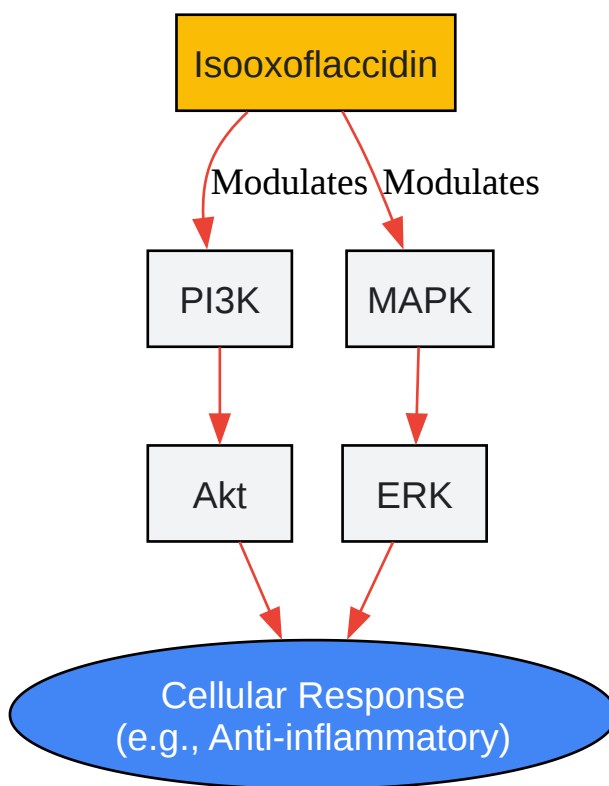 Isooxoflaccidin
Modulates Modulates
PI3K MAPK
Akt ERK
Cellular Response
(e.g., Anti-inflammatory)